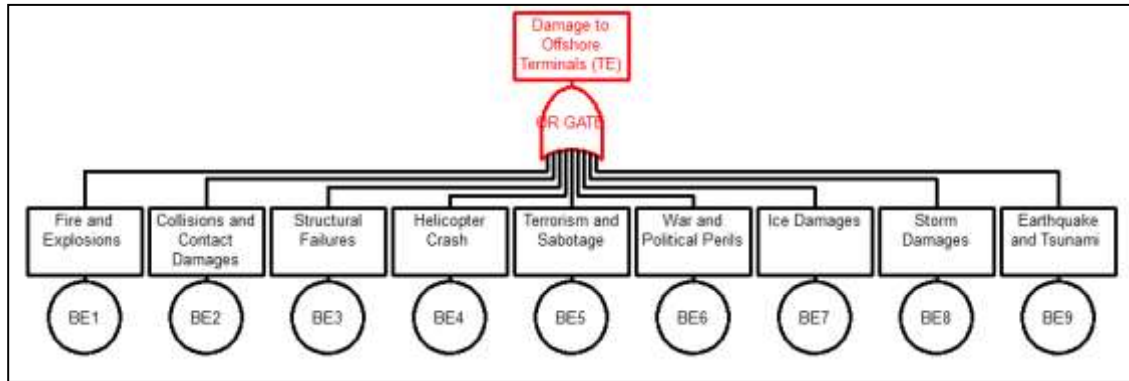 Damage to
Offshore
Terminals (TE)
OR GATE
Fire and
Explosions
Collisions and
Contact
Damages
Structural
Failures
Helicopter
Crash
Terrorism and
Sabotage
War and
Political Perils
Ice Damages
Storm
Damages
Earthquake
and Tsunami
BE1
BE2
BE3
BE4
BE5
BE6
BE7
BE8
BE9